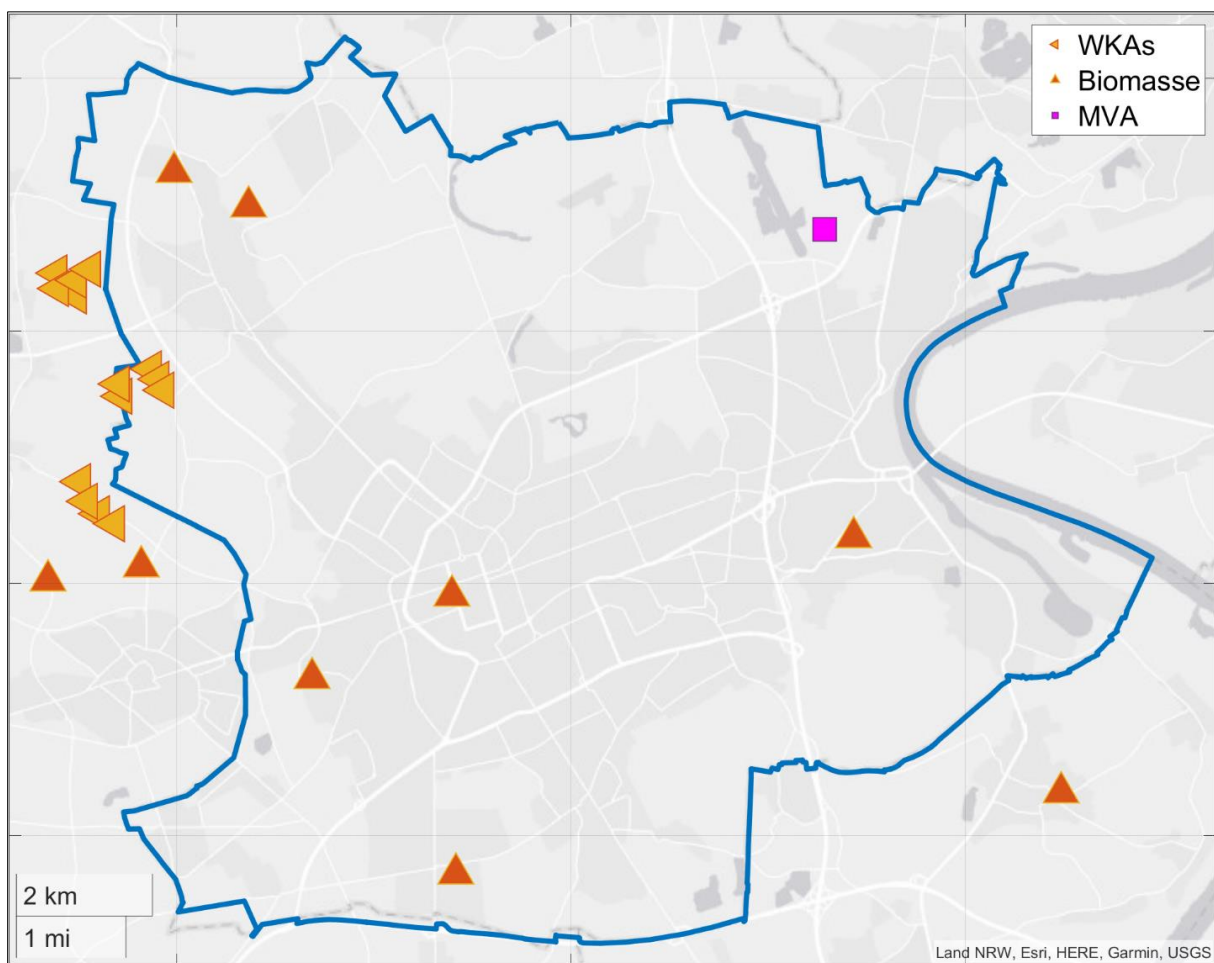 WKAs
Biomasse
MVA
2 km
1 mi
Land NRW, Esri, HERE, Garmin, USGS